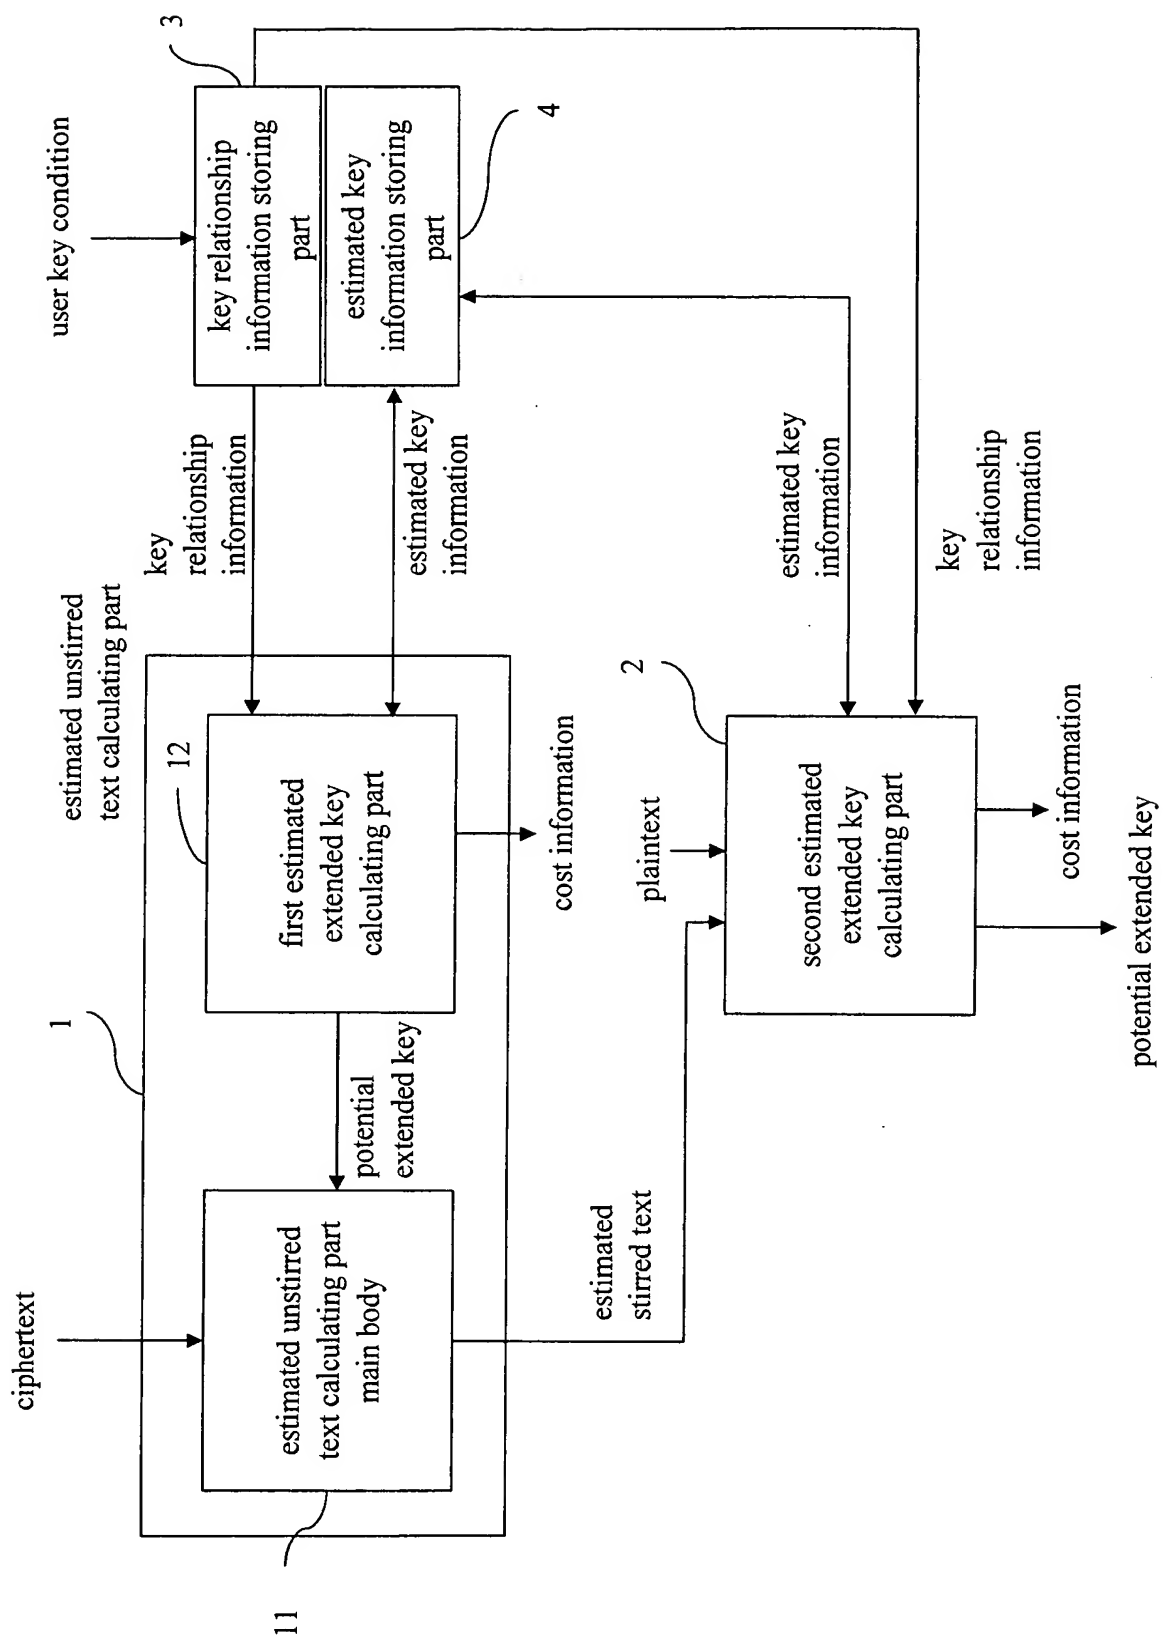 ciphertext
1
estimated unstirred
text calculating part
user key condition
3
11
estimated unstirred
text calculating part
main body
potential
extended key
12
first estimated
extended key
calculating part
key
relationship
information
estimated key
information
key relationship
information storing
part
estimated key
information storing
part
4
cost information
estimated
stirred text
plaintext
2
second estimated
extended key
calculating part
estimated key
information
key
relationship
information
cost information
potential extended key